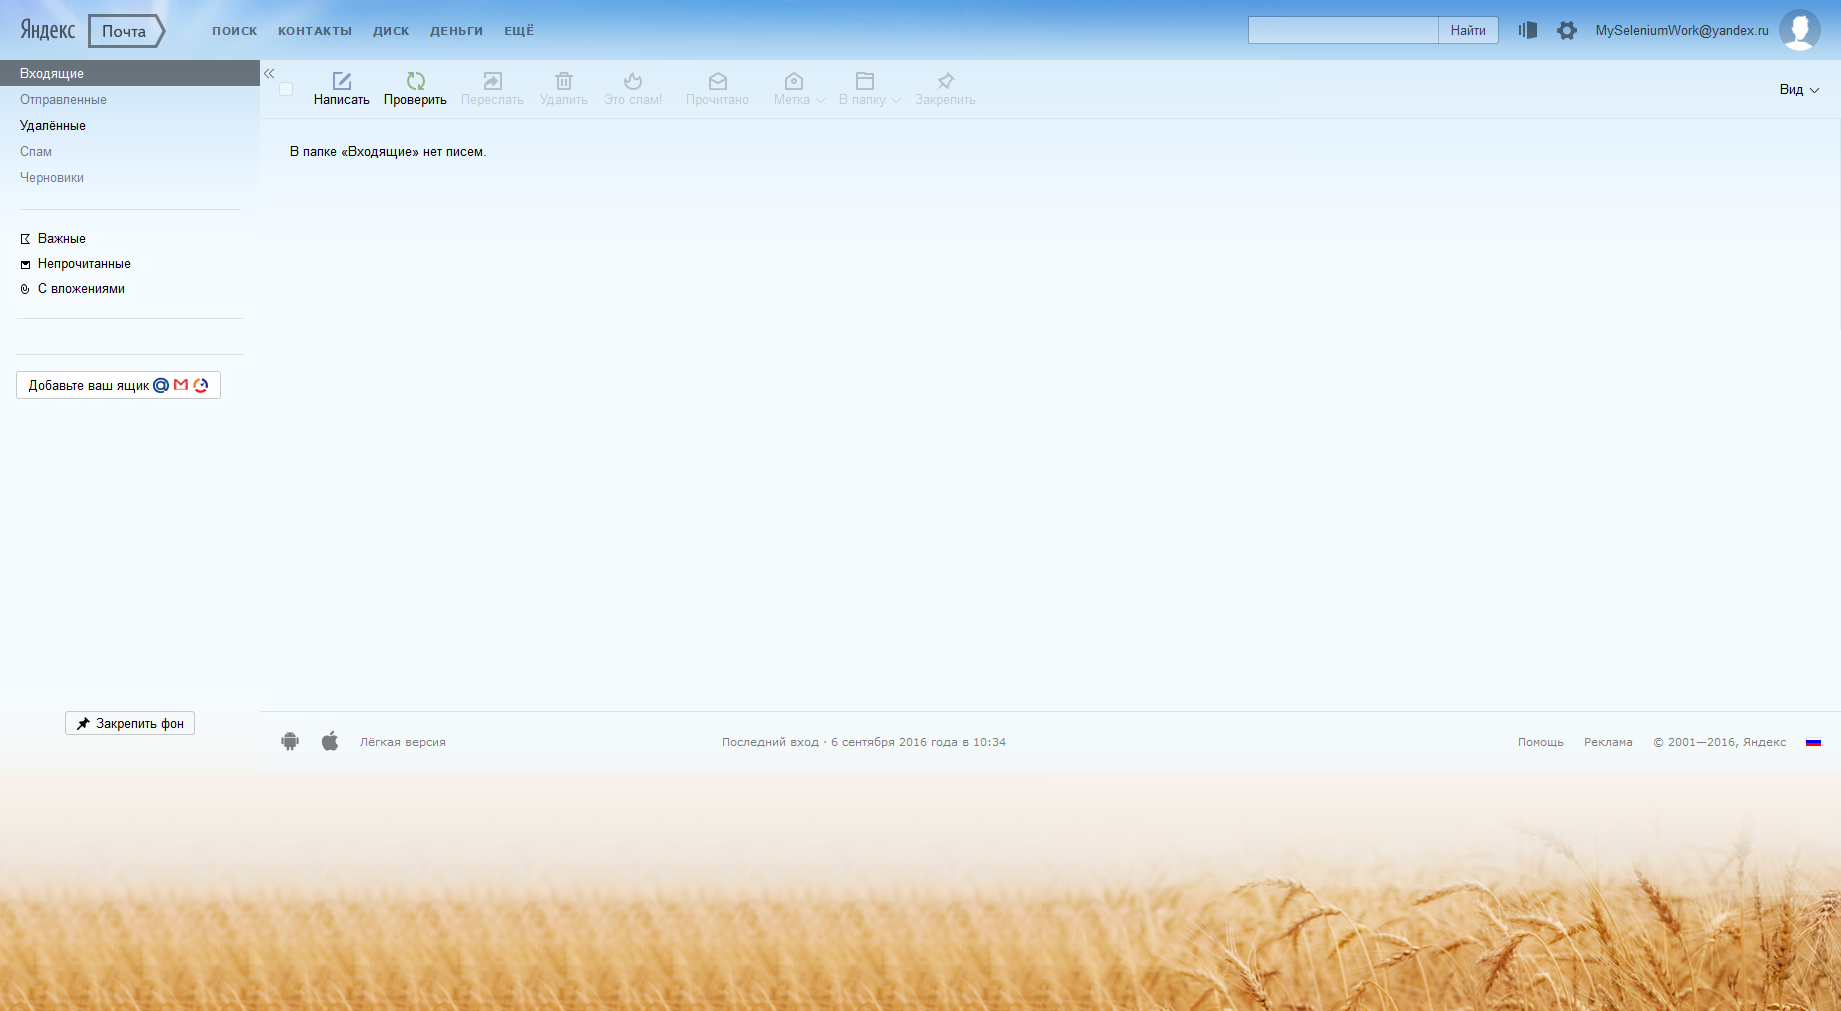 Яндекс Почта ПОИСК КОНТАКТЫ ДИСК ДЕНЬГИ ЕЩЁ Найти MySeleniumWork@yandex.ru
Входящие
Отправленные
Удалённые
Спам
Черновики
Важные
Непрочитанные
С вложениями
Добавьте ваш ящик
Закрепить фон
Написать Проверить Переслать Удалить Это спам! Прочитано Метка В папку Закрепить Вид
В папке «Входящие» нет писем.
Лёгкая версия Последний вход · 6 сентября 2016 года в 10:34 Помощь Реклама © 2001—2016, Яндекс